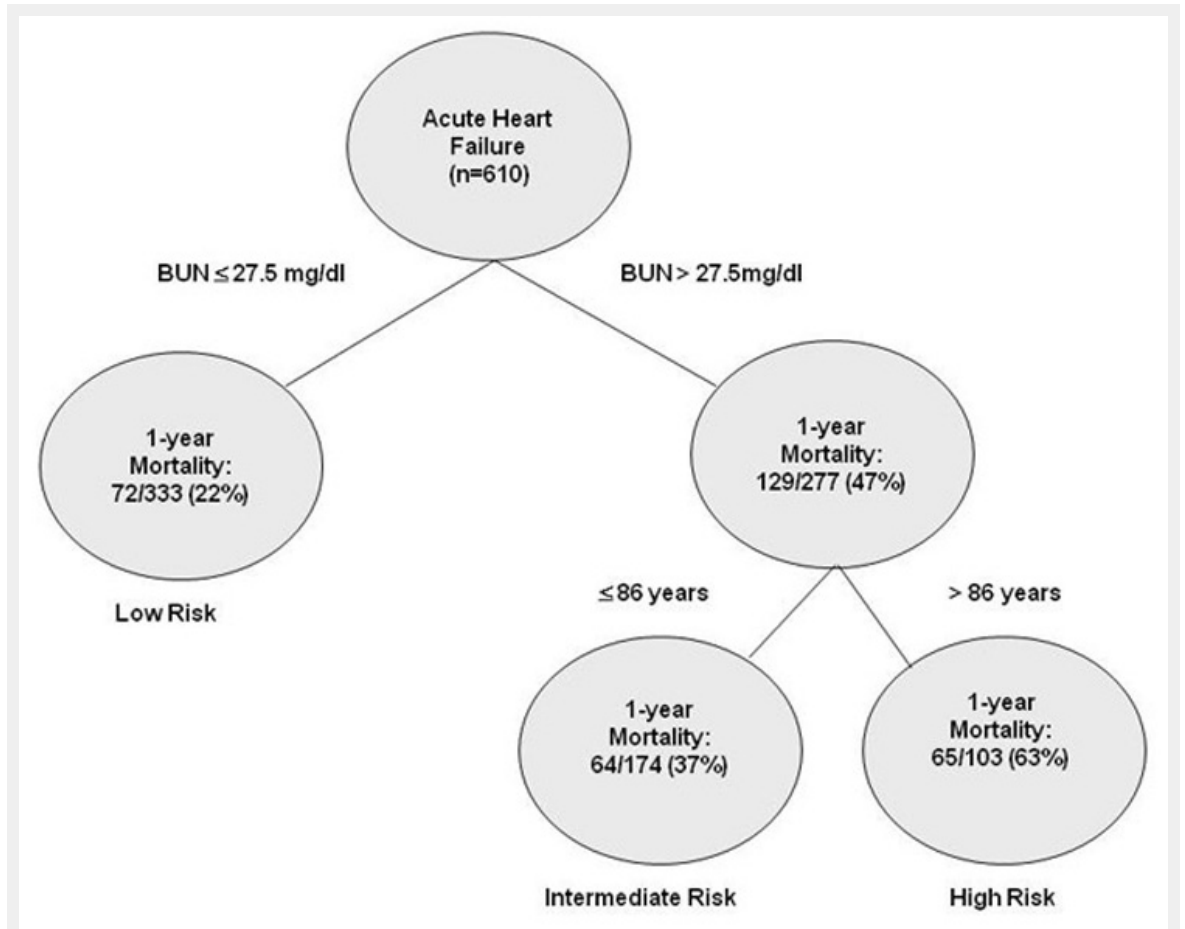 Acute Heart
Failure
(n=610)
BUN ≤ 27.5 mg/dl
BUN > 27.5mg/dl
1-year
Mortality:
72/333 (22%)
1-year
Mortality:
129/277 (47%)
Low Risk
≤ 86 years
> 86 years
1-year
Mortality:
64/174 (37%)
1-year
Mortality:
65/103 (63%)
Intermediate Risk
High Risk